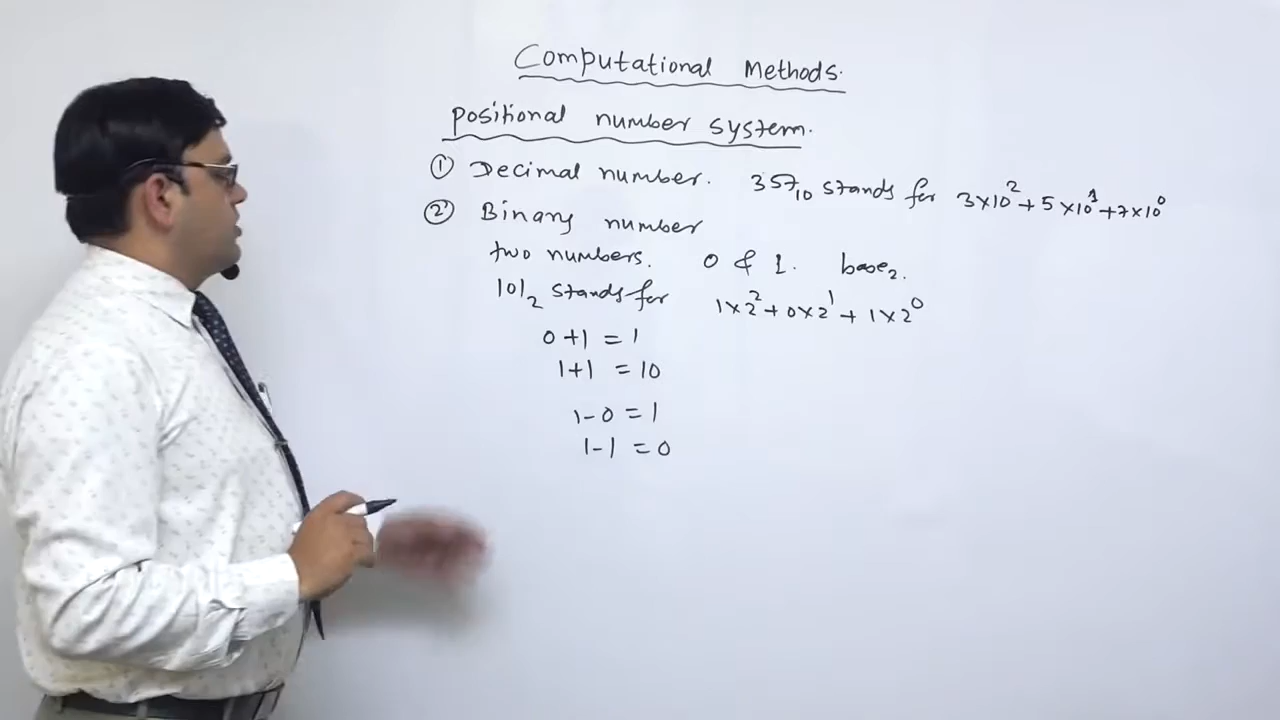 Computational Methods.
Positional number system.
① Decimal number. 357₁₀ stands for 3×10² + 5×10¹ + 7×10⁰
② Binary number
two numbers. 0 & 1. base₂.
101₂ stands for 1×2² + 0×2¹ + 1×2⁰
0+1 = 1
1+1 = 10
1-0 = 1
1-1 = 0